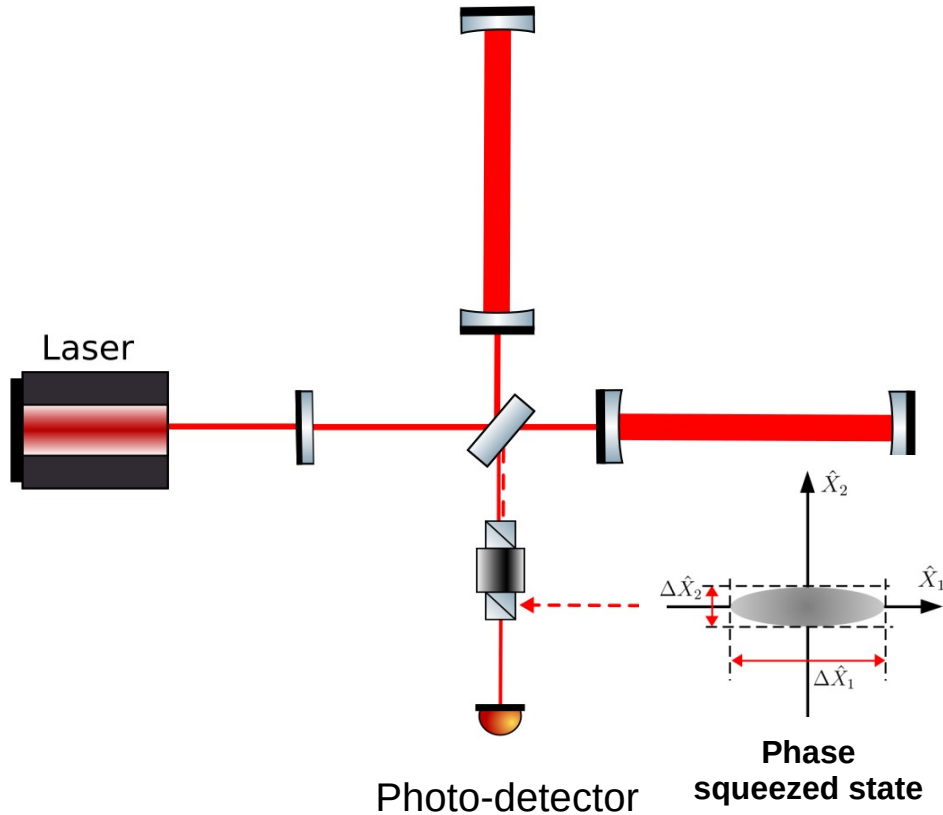 Laser
X̂₂
X̂₁
ΔX̂₂
ΔX̂₁
Phase
squeezed state
Photo-detector